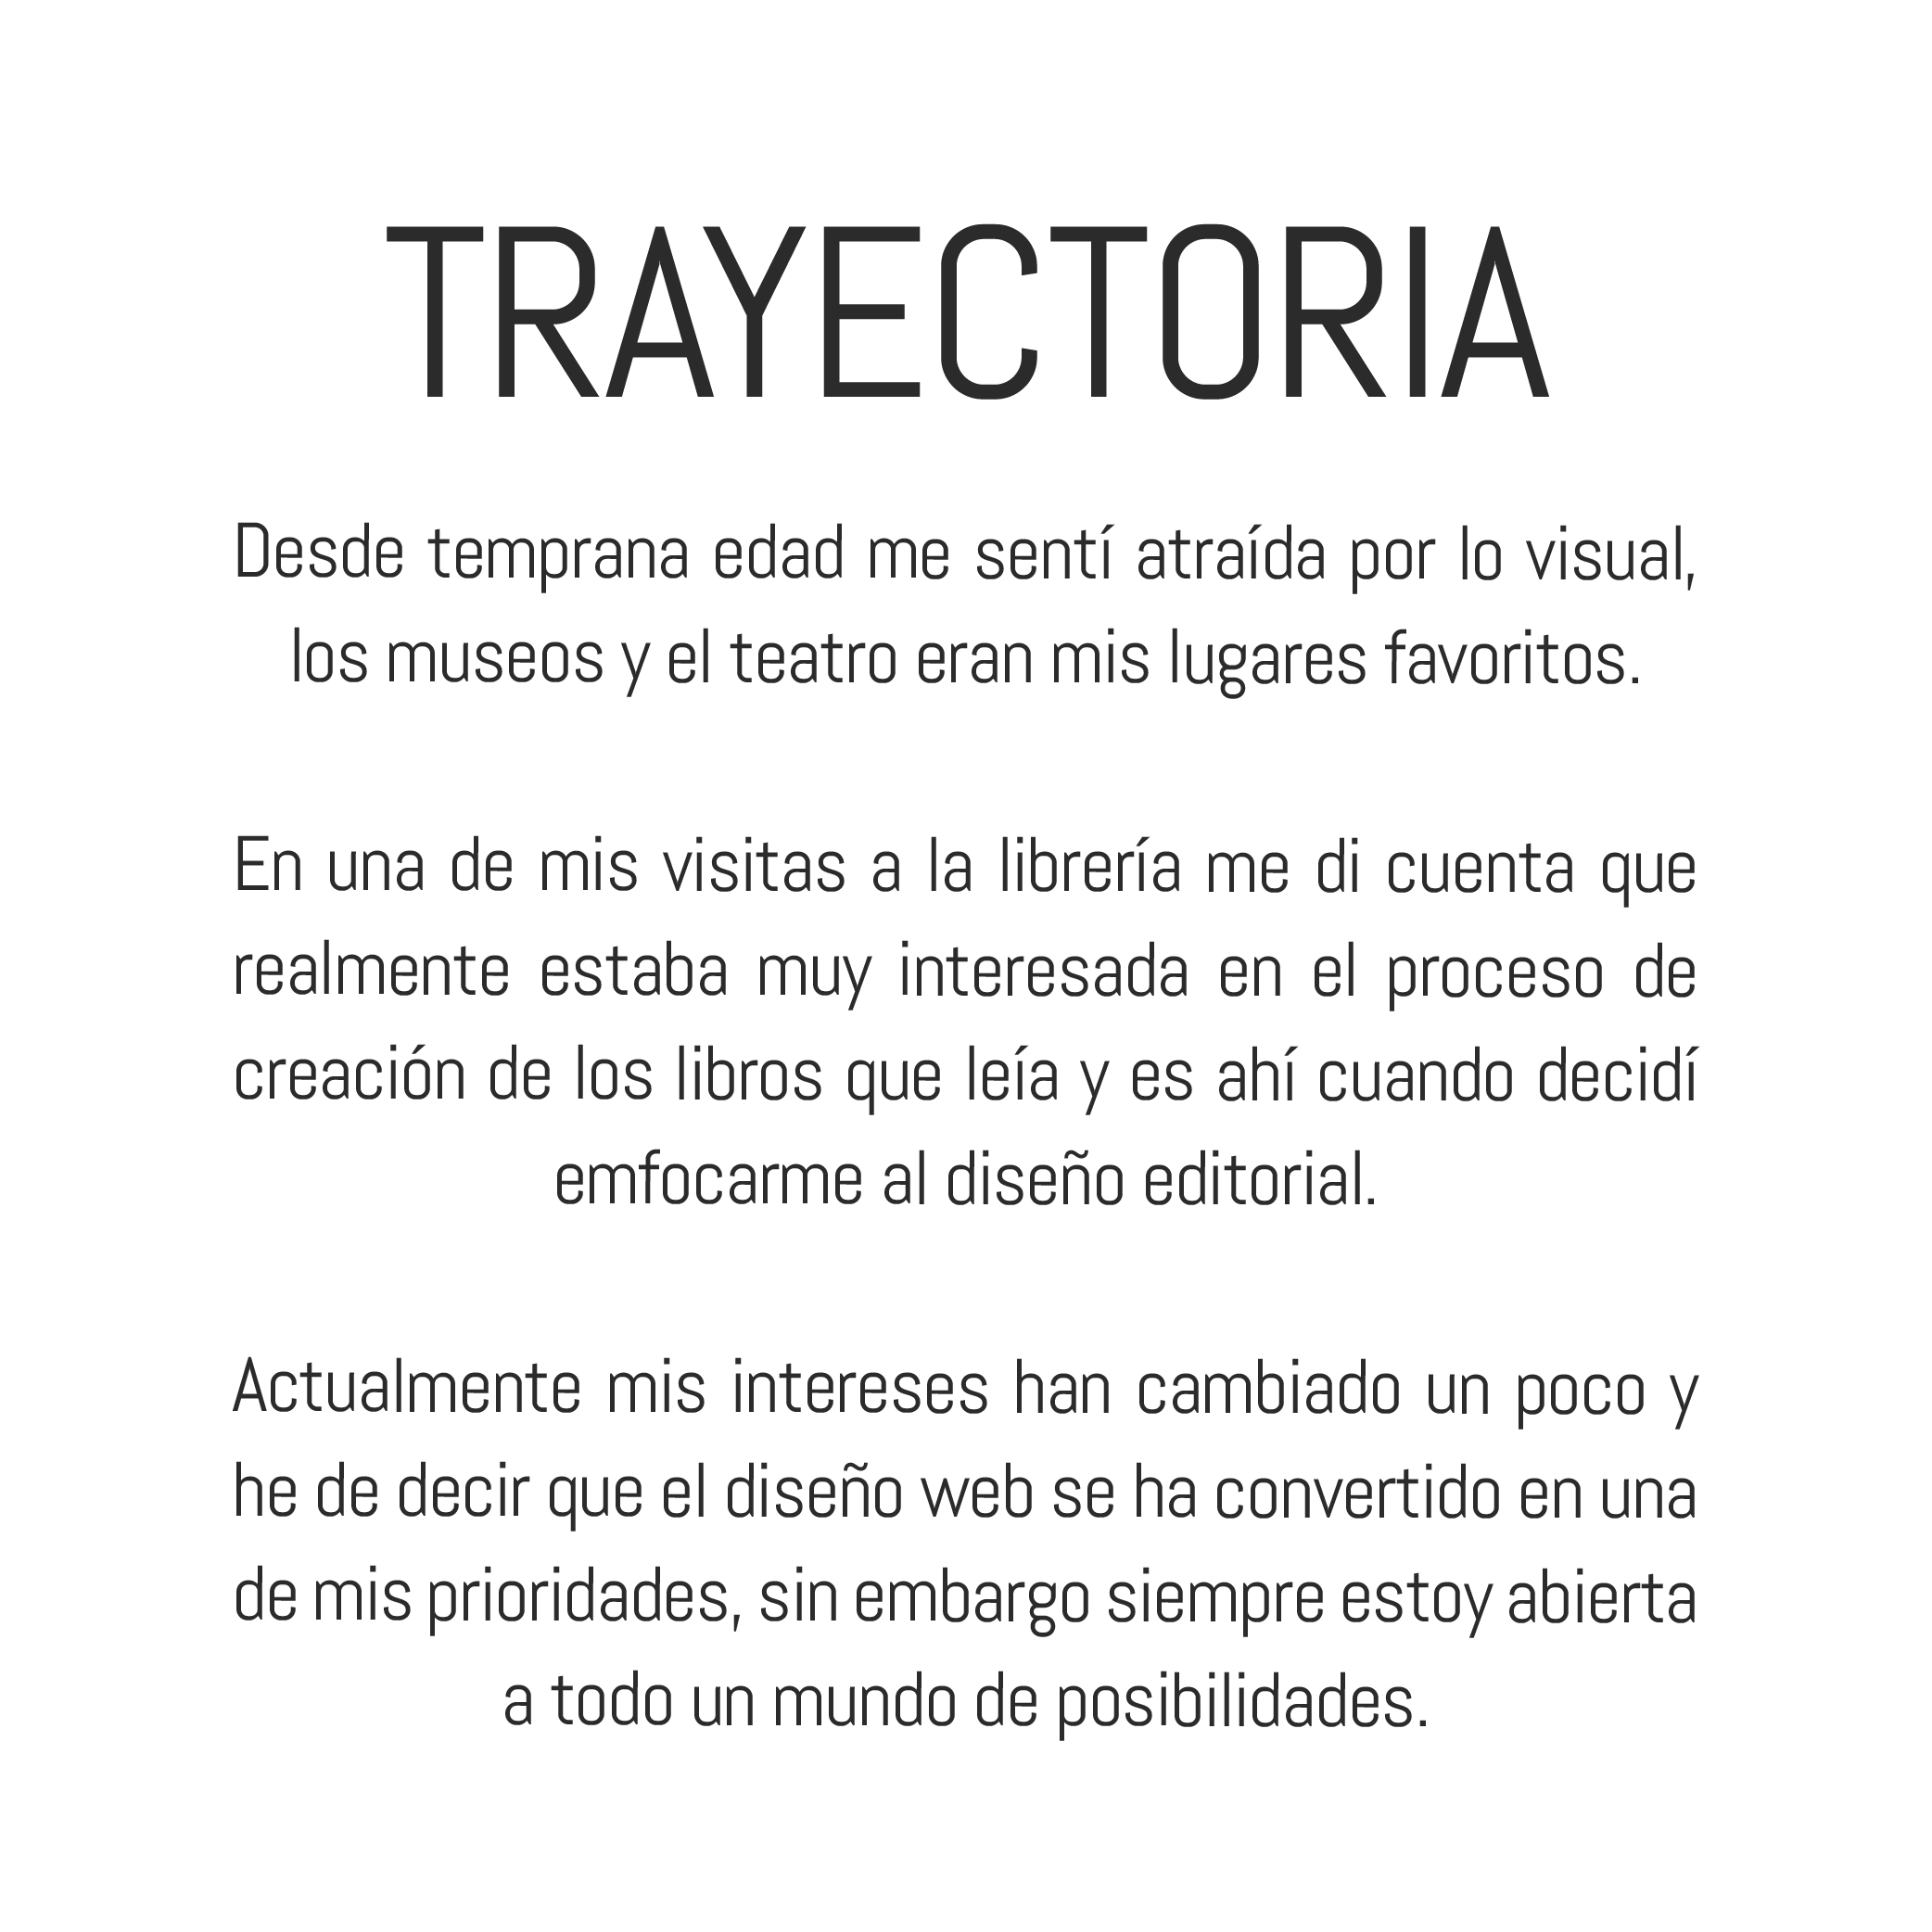 TRAYECTORIA
Desde temprana edad me sentí atraída por lo visual,
los museos y el teatro eran mis lugares favoritos.
En una de mis visitas a la librería me di cuenta que
realmente estaba muy interesada en el proceso de
creación de los libros que leía y es ahí cuando decidí
emfocarme al diseño editorial.
Actualmente mis intereses han cambiado un poco y
he de decir que el diseño web se ha convertido en una
de mis prioridades, sin embargo siempre estoy abierta
a todo un mundo de posibilidades.